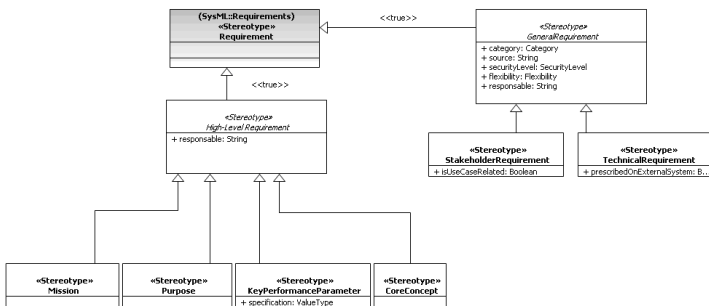 (SysML::Requirements)
«Stereotype»
Requirement
<<true>>
«Stereotype»
GeneralRequirement
+ category: Category
+ source: String
+ securityLevel: SecurityLevel
+ flexibility: Flexibility
+ responsable: String
<<true>>
«Stereotype»
High-Level Requirement
+ responsable: String
«Stereotype»
StakeholderRequirement
+ isUseCaseRelated: Boolean
«Stereotype»
TechnicalRequirement
+ prescribedOnExternalSystem: B...
«Stereotype»
Mission
«Stereotype»
Purpose
«Stereotype»
KeyPerformanceParameter
+ specification: ValueType
«Stereotype»
CoreConcept